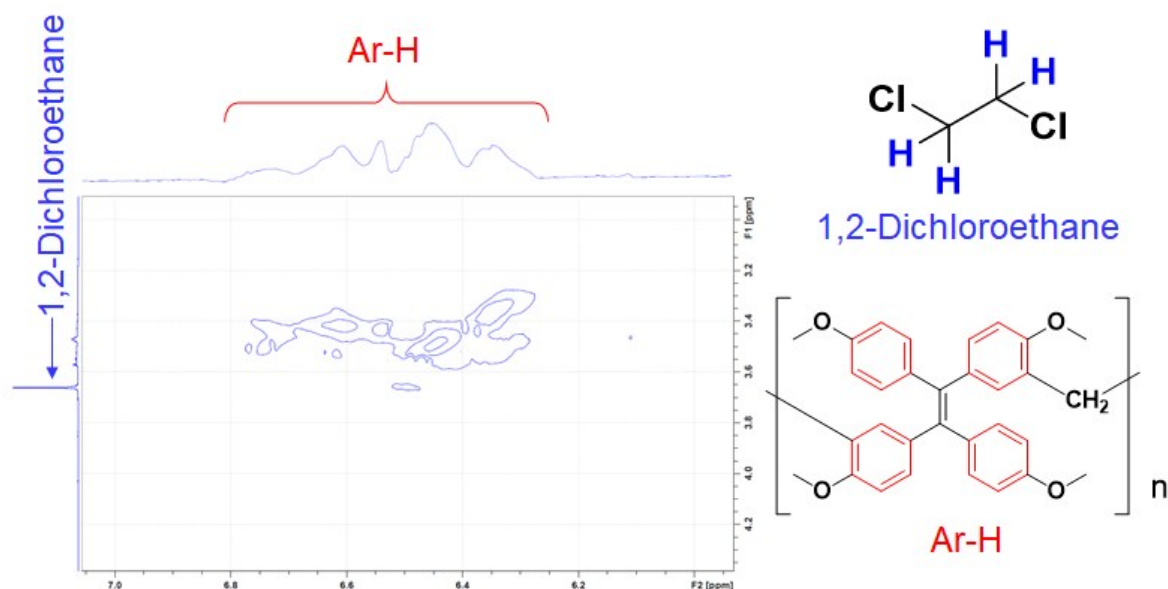 1,2-Dichloroethane
Ar-H
7.0
6.8
6.6
6.4
6.2
F2 [ppm]
F1 [ppm]
3.2
3.4
3.6
3.8
4.0
4.2
H
H
Cl
Cl
H
H
1,2-Dichloroethane
O
O
CH2
O
O
n
Ar-H